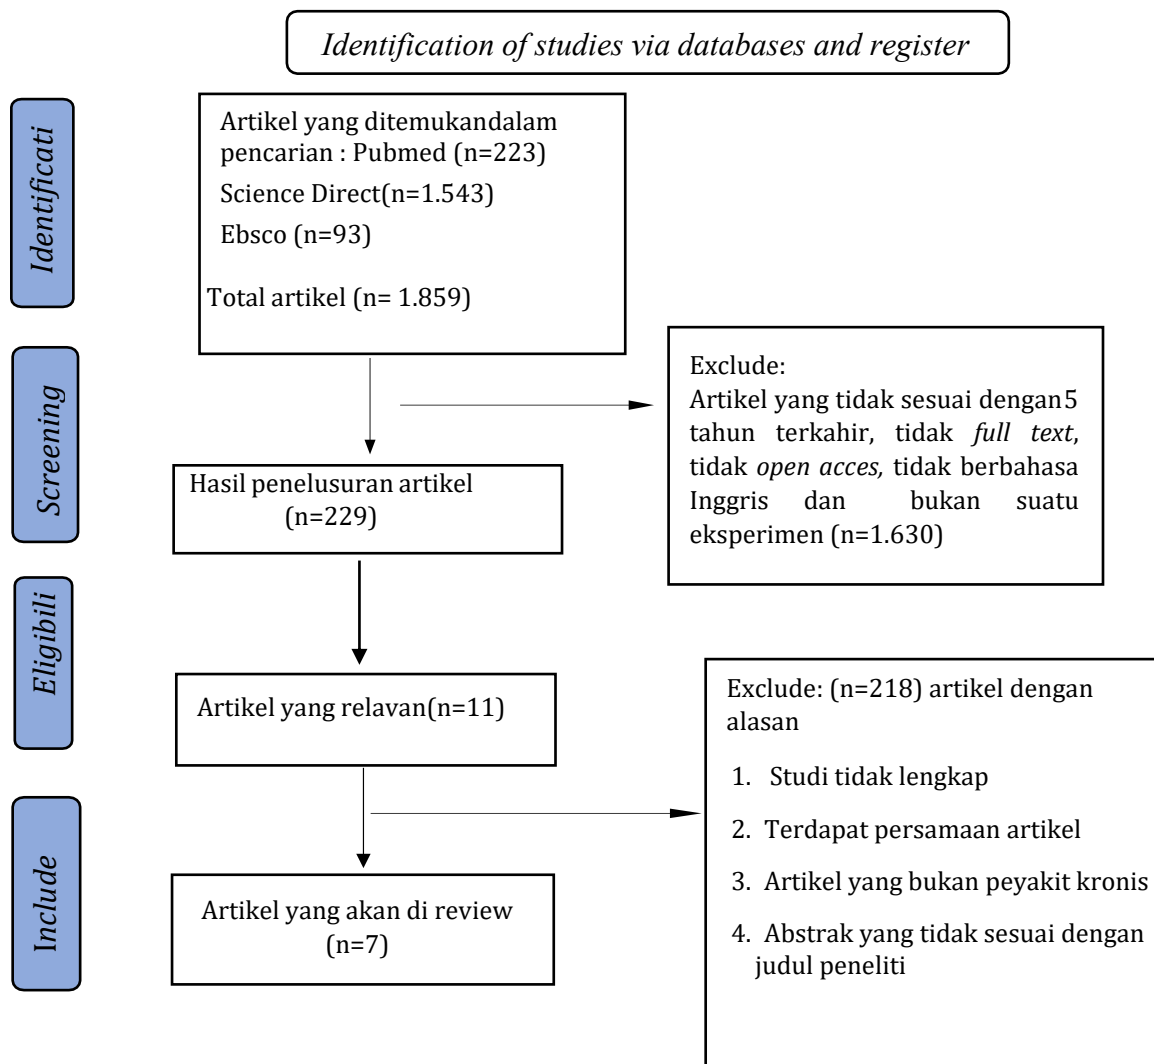 Identification of studies via databases and register
Identificati
Artikel yang ditemukandalam
pencarian : Pubmed (n=223)
Science Direct(n=1.543)
Ebsco (n=93)
Total artikel (n= 1.859)
Screening
Exclude:
Artikel yang tidak sesuai dengan5
tahun terkahir, tidak full text,
tidak open acces, tidak berbahasa
Inggris dan bukan suatu
eksperimen (n=1.630)
Hasil penelusuran artikel
(n=229)
Eligibili
Artikel yang relavan(n=11)
Exclude: (n=218) artikel dengan
alasan
1. Studi tidak lengkap
2. Terdapat persamaan artikel
3. Artikel yang bukan peyakit kronis
4. Abstrak yang tidak sesuai dengan
judul peneliti
Include
Artikel yang akan di review
(n=7)